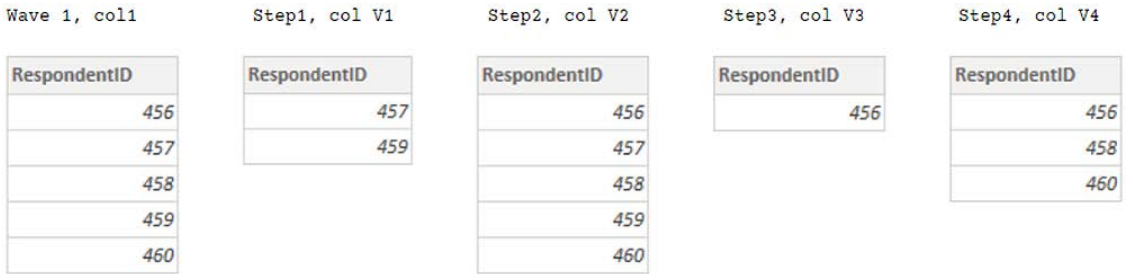 Wave 1, col1 Step1, col V1 Step2, col V2 Step3, col V3 Step4, col V4
RespondentID RespondentID RespondentID RespondentID RespondentID
456 457 456 456 456
457 459 457 458
458 458 460
459 459
460 460